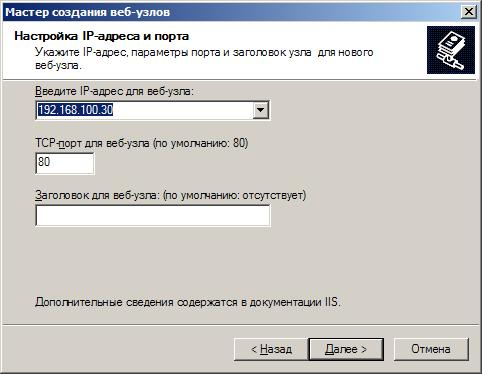 Мастер создания веб-узлов
Настройка IP-адреса и порта
Укажите IP-адрес, параметры порта и заголовок узла для нового
веб-узла.
Введите IP-адрес для веб-узла:
192.168.100.30
TCP-порт для веб-узла (по умолчанию: 80)
80
Заголовок для веб-узла: (по умолчанию: отсутствует)
Дополнительные сведения содержатся в документации IIS.
< Назад
Далее >
Отмена